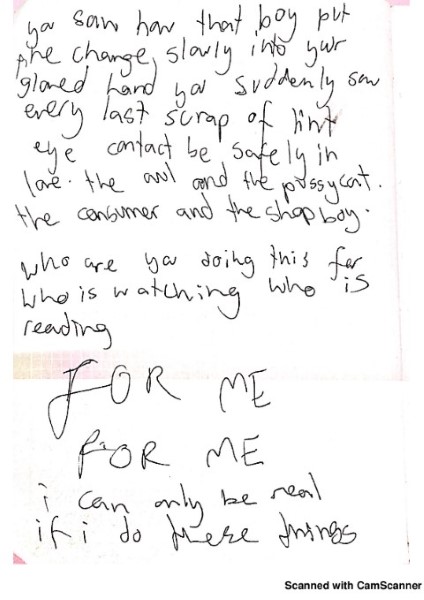 you saw how that boy put
the change, slowly into your
gloved hand you suddenly saw
every last scrap of lint
eye contact be safely in
love. the owl and the pussycat.
the consumer and the shop boy.
who are you doing this for
who is watching who is
reading
FOR ME
FOR ME
i can only be real
if i do these things
Scanned with CamScanner